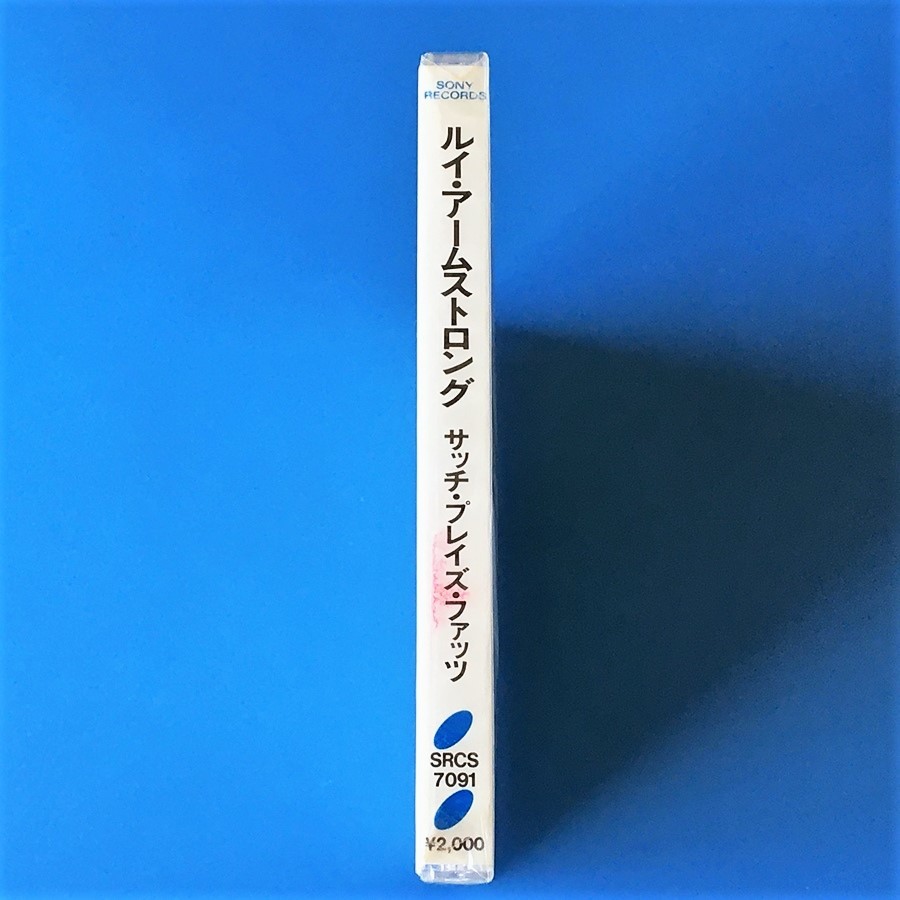 SONY
RECORDS
ルイ・アームストロング
サッチ・プレイズ・ファッツ
SRCS
7091
¥2,000